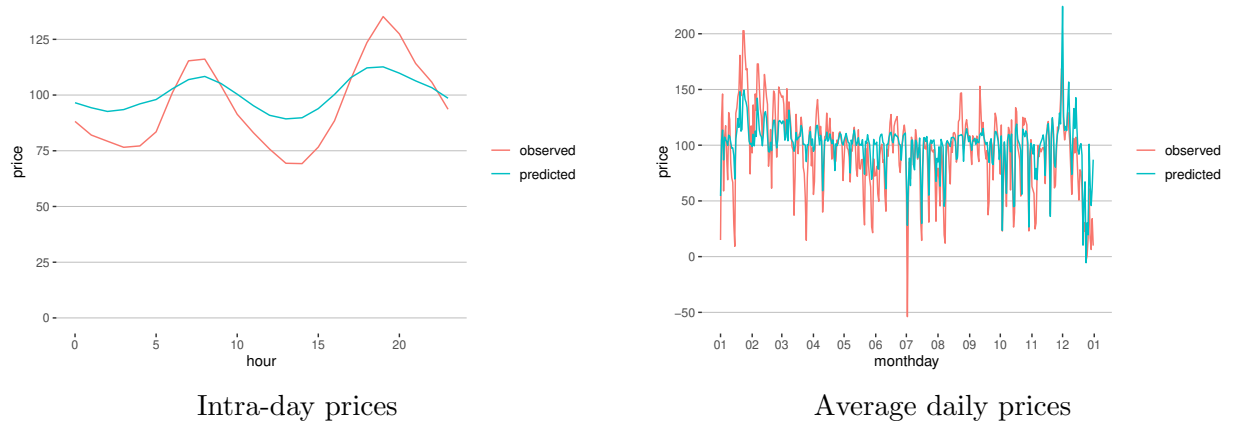 125
100
75
50
25
0
price
0 5 10 15 20
hour
observed
predicted
Intra-day prices
200
150
100
50
0
−50
price
01 02 03 04 05 06 07 08 09 10 11 12 01
monthday
observed
predicted
Average daily prices